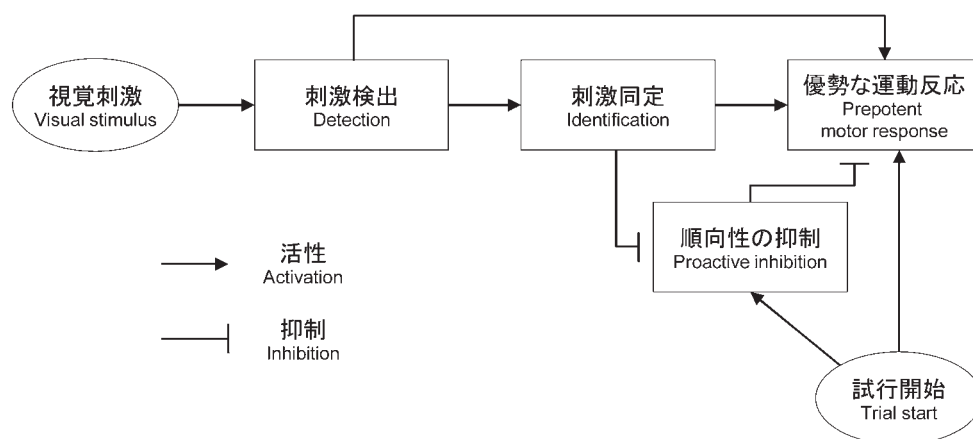 視覚刺激
Visual stimulus
刺激検出
Detection
刺激同定
Identification
優勢な運動反応
Prepotent
motor response
順向性の抑制
Proactive inhibition
活性
Activation
抑制
Inhibition
試行開始
Trial start